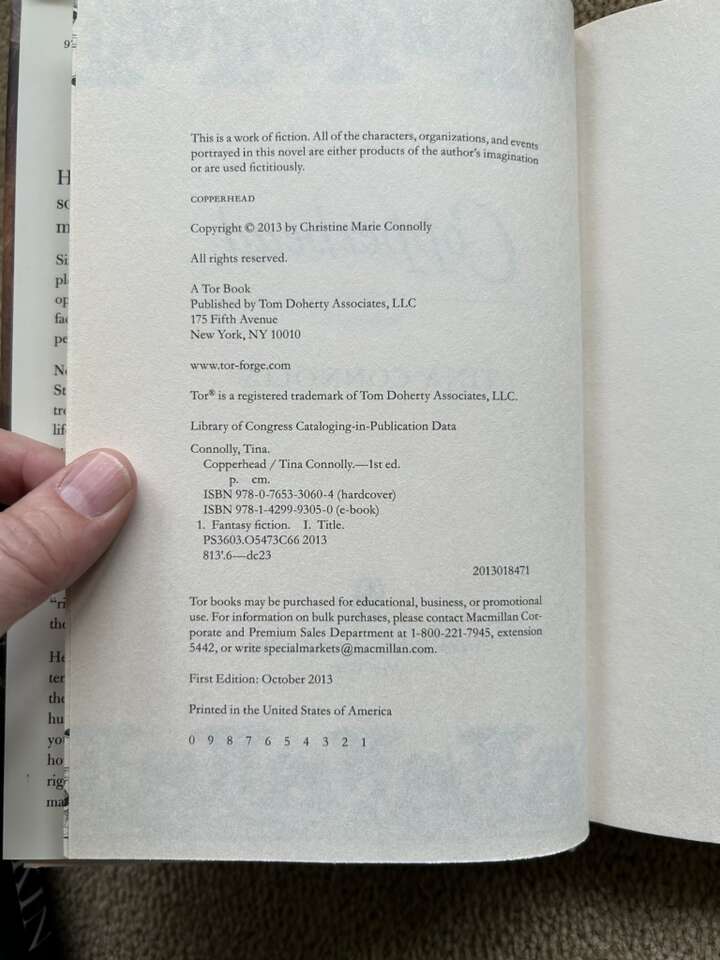 This is a work of fiction. All of the characters, organizations, and events
portrayed in this novel are either products of the author's imagination
or are used fictitiously.
COPPERHEAD
Copyright © 2013 by Christine Marie Connolly
All rights reserved.
A Tor Book
Published by Tom Doherty Associates, LLC
175 Fifth Avenue
New York, NY 10010
www.tor-forge.com
Tor® is a registered trademark of Tom Doherty Associates, LLC.
Library of Congress Cataloging-in-Publication Data
Connolly, Tina.
Copperhead / Tina Connolly.—1st ed.
p. cm.
ISBN 978-0-7653-3060-4 (hardcover)
ISBN 978-1-4299-9305-0 (e-book)
1. Fantasy fiction. I. Title.
PS3603.O5473C66 2013
813'.6—dc23
2013018471
Tor books may be purchased for educational, business, or promotional
use. For information on bulk purchases, please contact Macmillan Cor-
porate and Premium Sales Department at 1-800-221-7945, extension
5442, or write specialmarkets@macmillan.com.
First Edition: October 2013
Printed in the United States of America
0 9 8 7 6 5 4 3 2 1